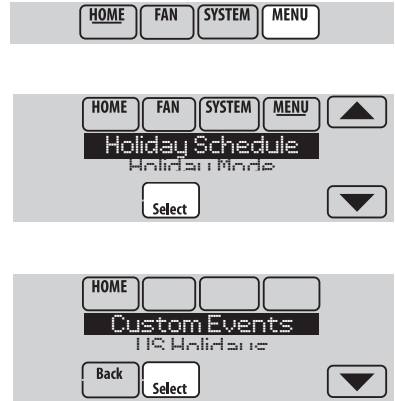 HOME FAN SYSTEM MENU
HOME FAN SYSTEM MENU
Holiday Schedule
Holiday Mode
Select
HOME
Custom Events
US Holidays
Back Select